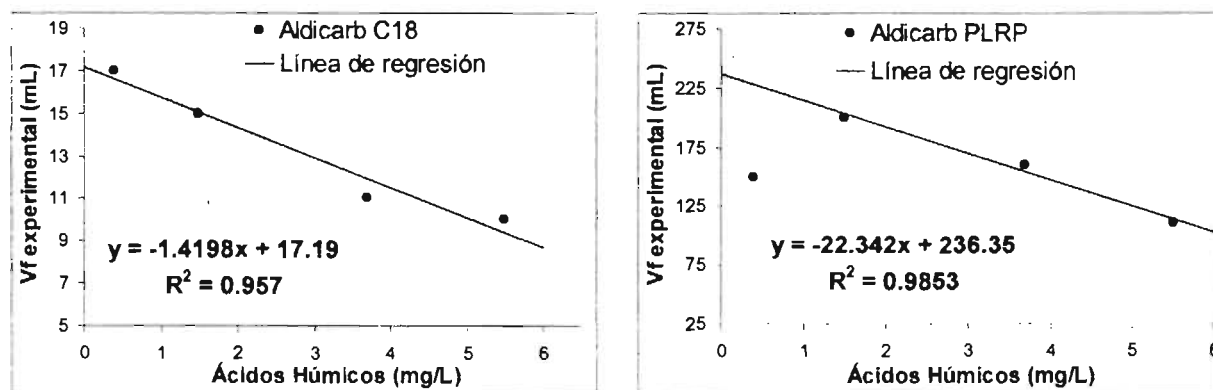 19
17
15
13
11
9
7
5
Vf experimental (mL)
Aldicarb C18
Línea de regresión
y = -1.4198x + 17.19
R² = 0.957
0 1 2 3 4 5 6
Ácidos Húmicos (mg/L)
275
225
175
125
75
25
Vf experimental (mL)
Aldicarb PLRP
Línea de regresión
y = -22.342x + 236.35
R² = 0.9853
0 1 2 3 4 5 6
Ácidos Húmicos (mg/L)